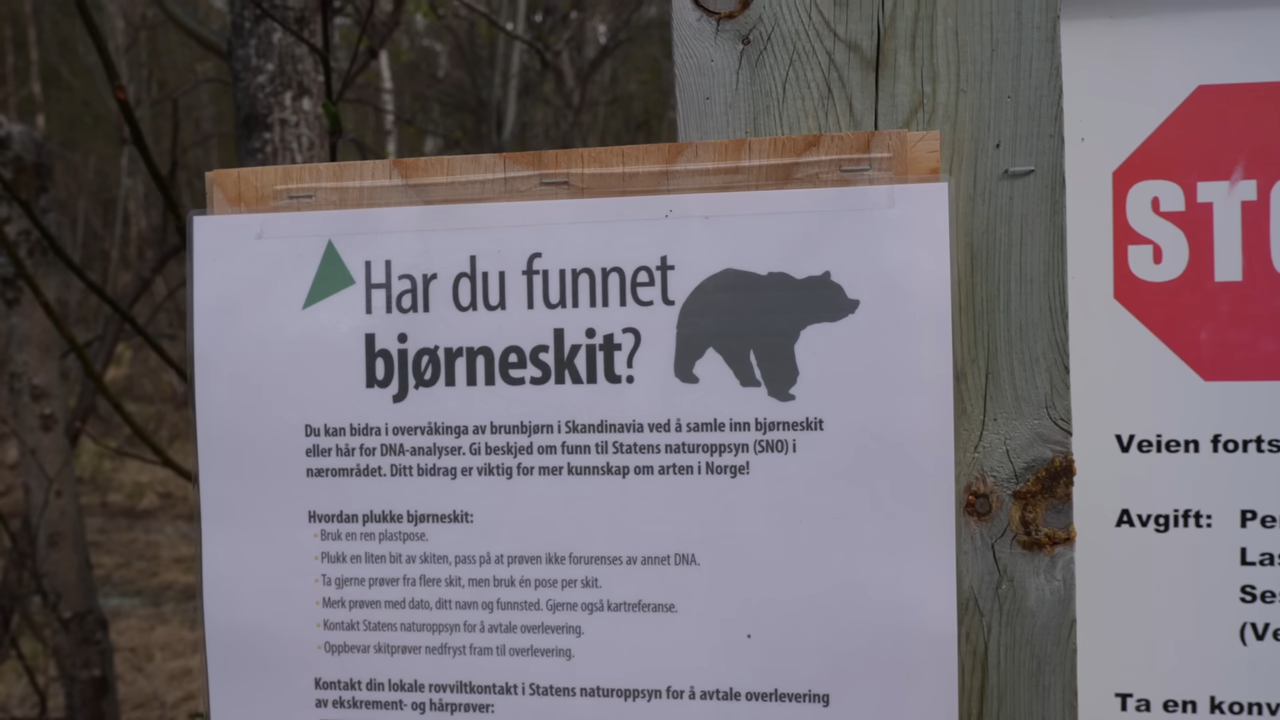 Har du funnet
bjørneskit?
Du kan bidra i overvåkinga av brunbjørn i Skandinavia ved å samle inn bjørneskit
eller hår for DNA-analyser. Gi beskjed om funn til Statens naturoppsyn (SNO) i
nærområdet. Ditt bidrag er viktig for mer kunnskap om arten i Norge!
Hvordan plukke bjørneskit:
• Bruk en ren plastpose.
• Plukk en liten bit av skiten, pass på at prøven ikke forurenses av annet DNA.
• Ta gjerne prøver fra flere skit, men bruk én pose per skit.
• Merk prøven med dato, ditt navn og funnsted. Gjerne også kartreferanse.
• Kontakt Statens naturoppsyn for å avtale overlevering.
• Oppbevar skitprøver nedfryst fram til overlevering.
Kontakt din lokale rovviltkontakt i Statens naturoppsyn for å avtale overlevering
av ekskrement- og hårprøver:
STO
Veien forts
Avgift: Pe
La
Se
(Ve
Ta en konv